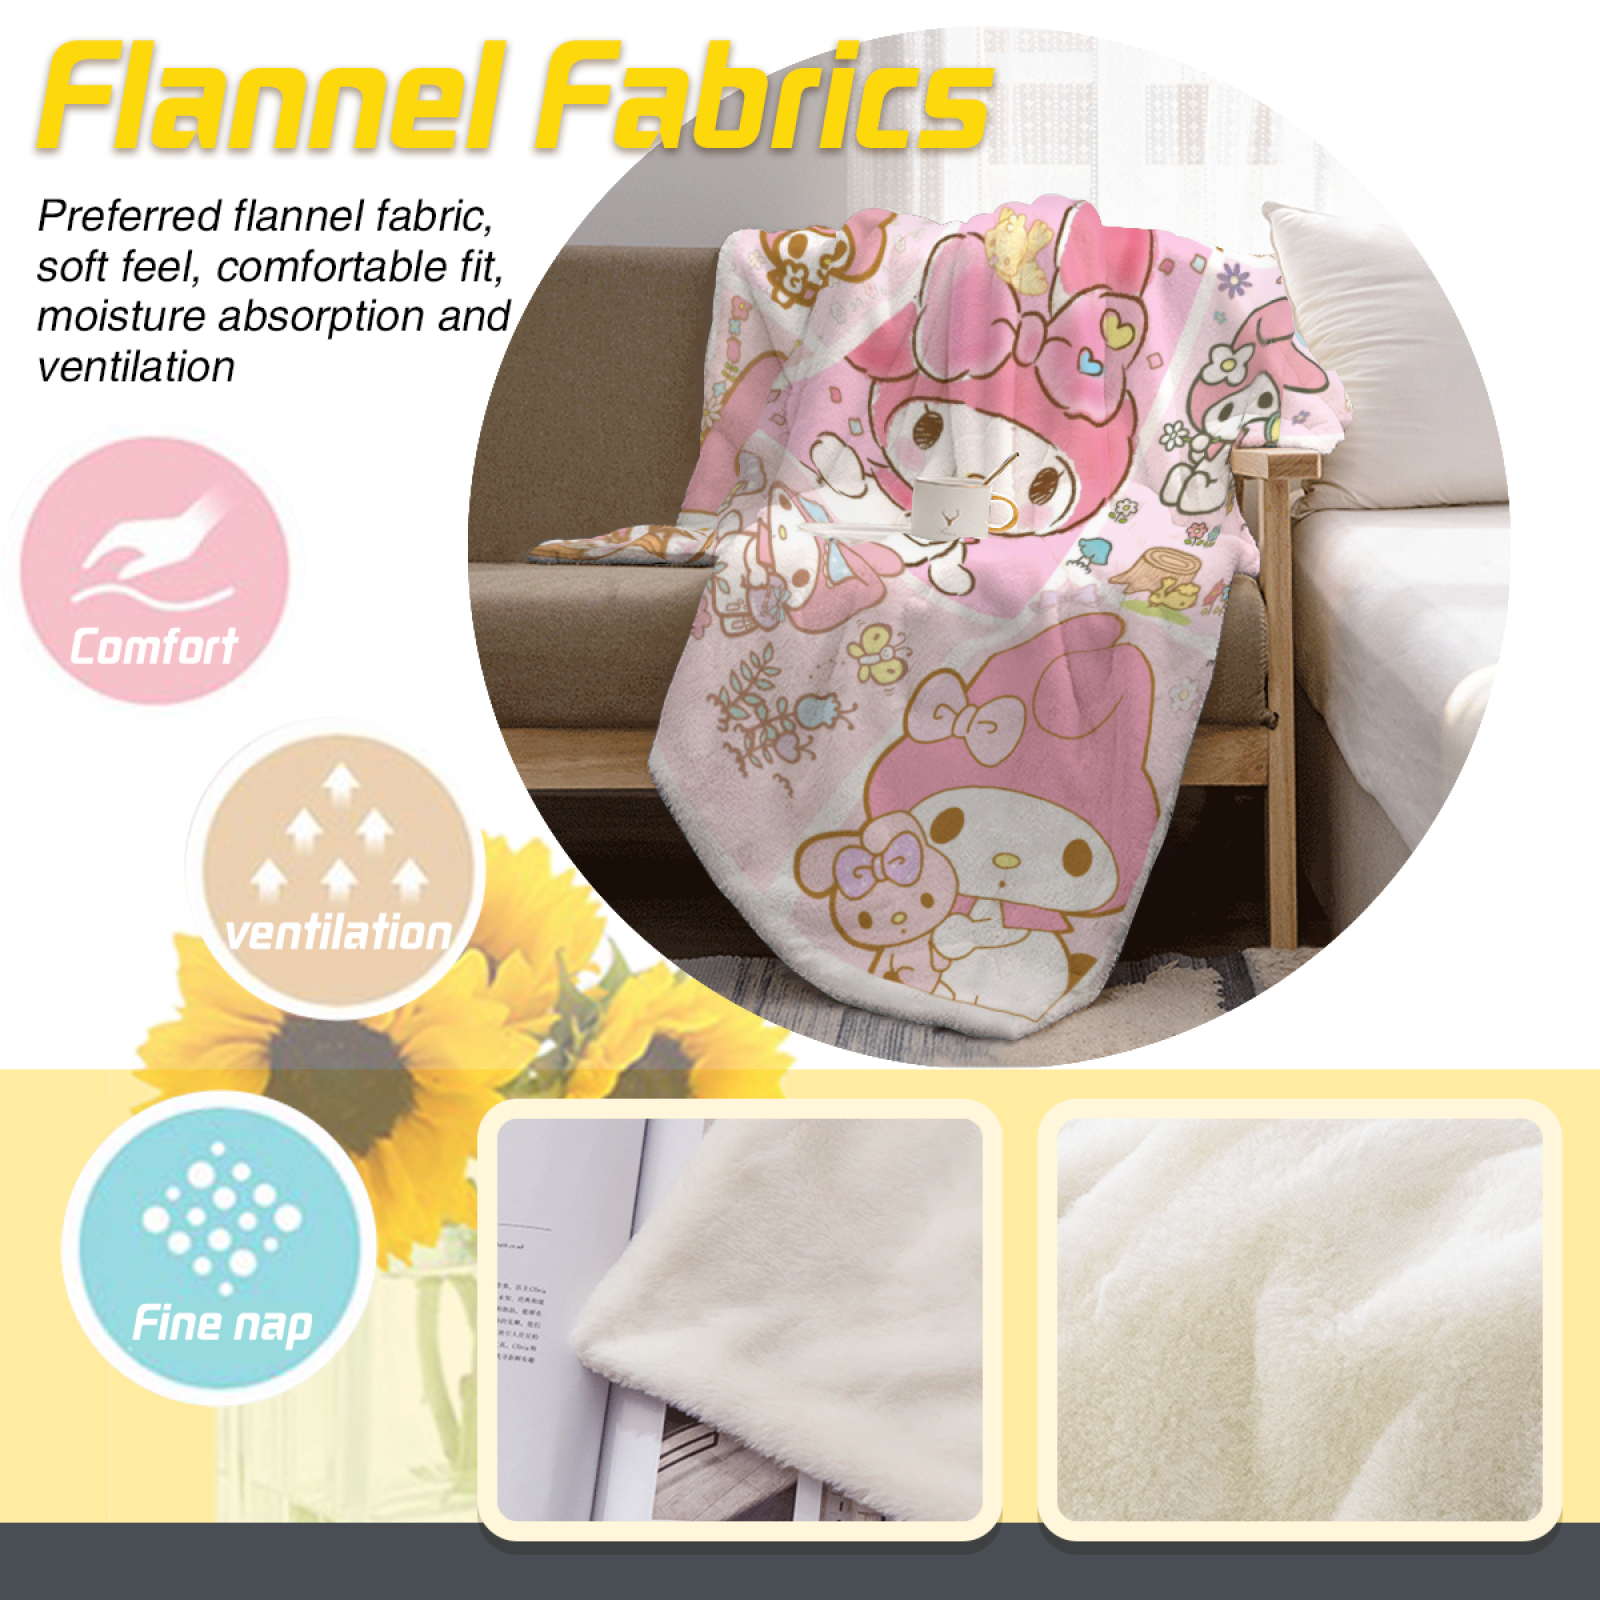 Flannel Fabrics
Preferred flannel fabric,
soft feel, comfortable fit,
moisture absorption and
ventilation
Comfort
ventilation
Fine nap